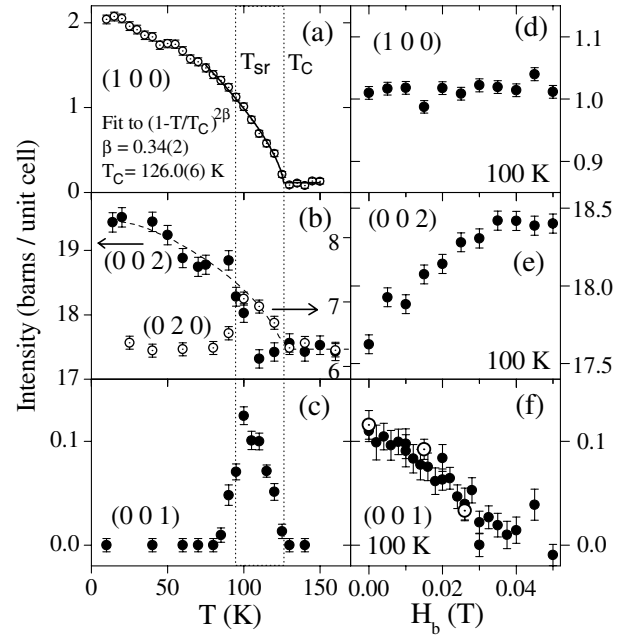 Intensity (barns / unit cell)
2
1
0
(a)
T_sr
T_C
(1 0 0)
Fit to (1-T/T_C)^2β
β = 0.34(2)
T_C= 126.0(6) K
(d)
(1 0 0)
100 K
1.1
1.0
0.9
19
18
17
(b)
(0 0 2)
(0 2 0)
8
7
6
(0 0 2)
(e)
100 K
18.5
18.0
17.5
0.1
0.0
(c)
(0 0 1)
(f)
(0 0 1)
100 K
0.1
0.0
0 50 100 150
T (K)
0.00 0.02 0.04
H_b (T)